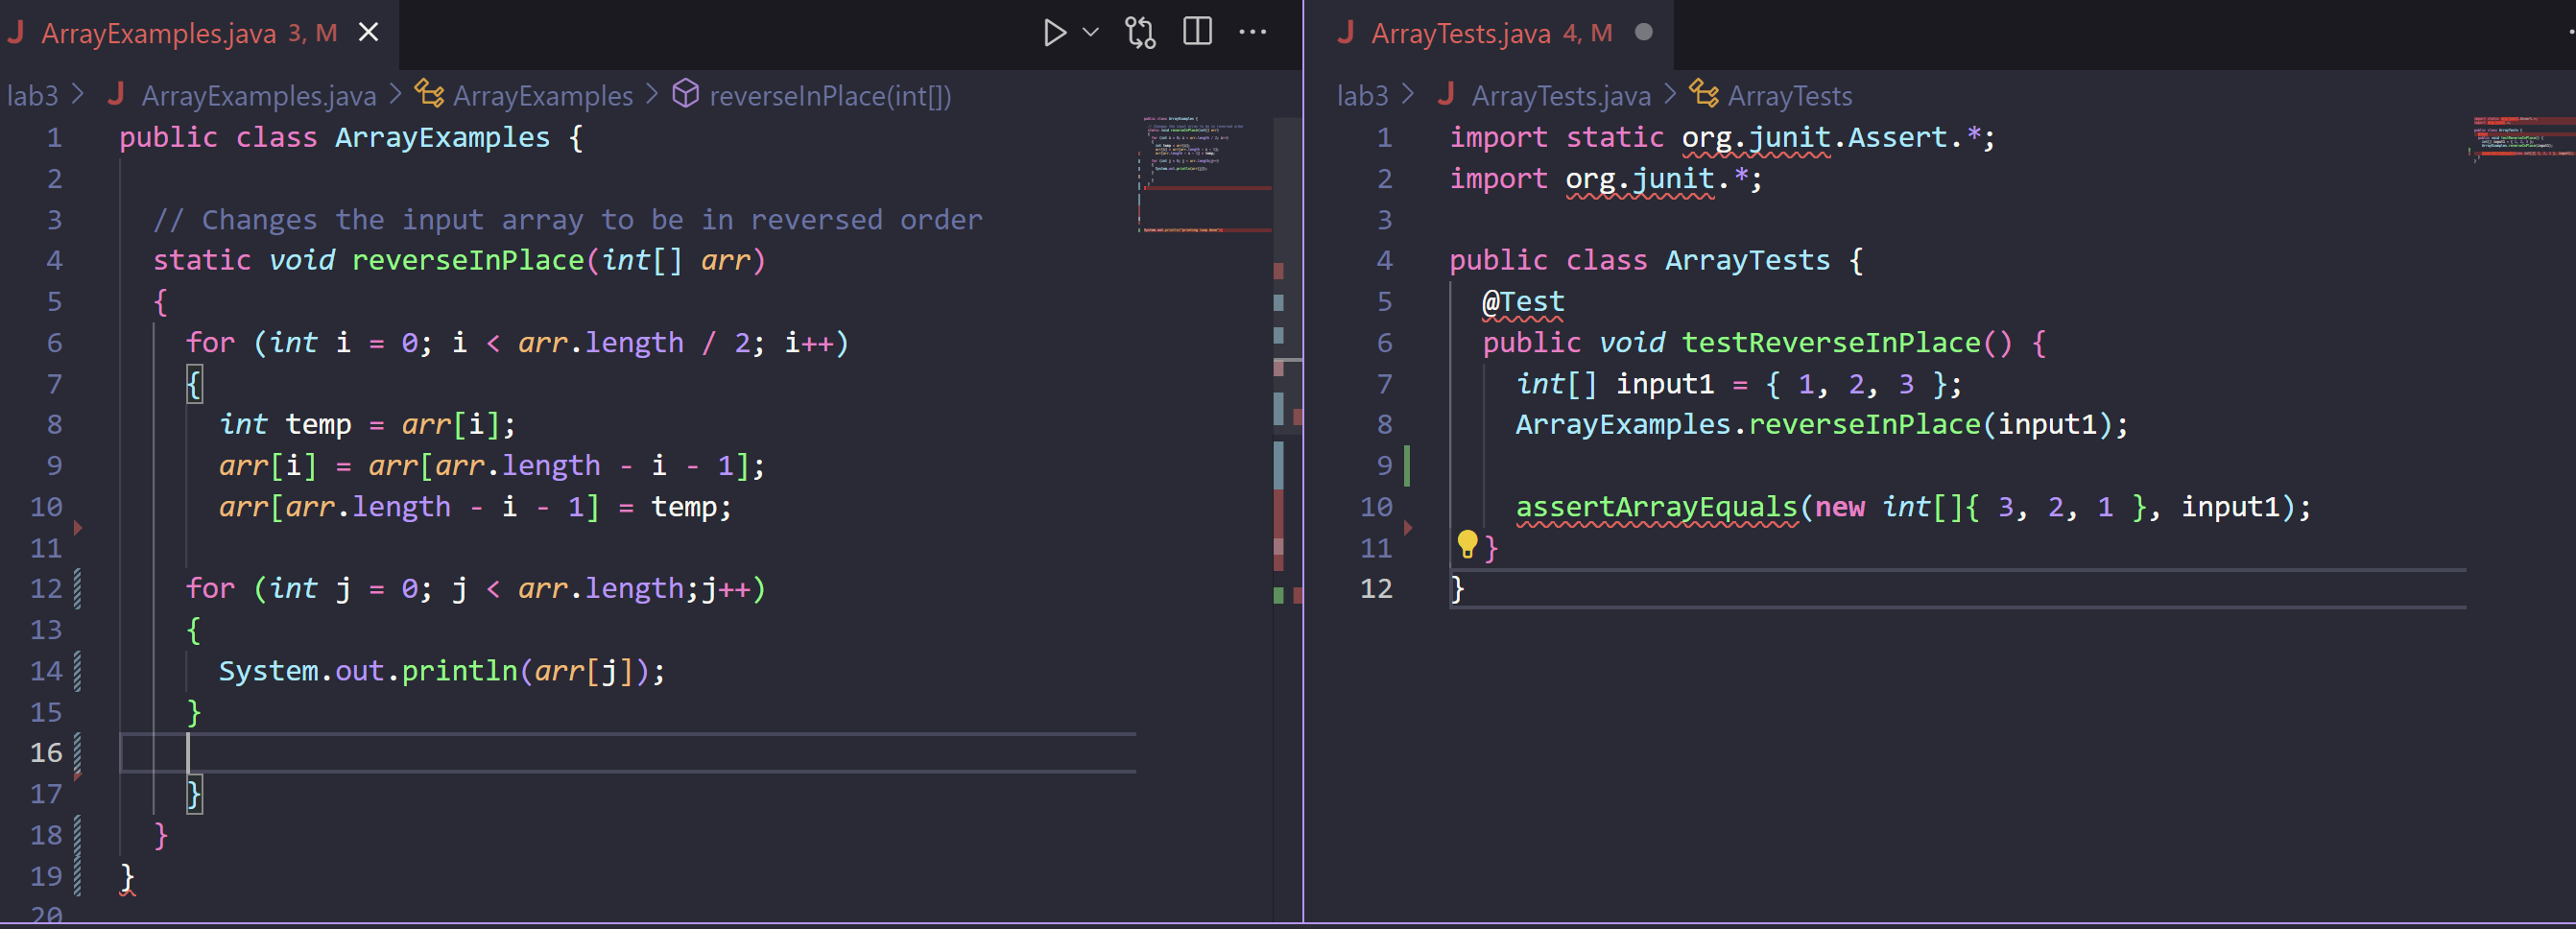 ArrayExamples.java 3, M
lab3 > ArrayExamples.java > ArrayExamples > reverseInPlace(int[])
1 public class ArrayExamples {
2
3 // Changes the input array to be in reversed order
4 static void reverseInPlace(int[] arr)
5 {
6 for (int i = 0; i < arr.length / 2; i++)
7 {
8 int temp = arr[i];
9 arr[i] = arr[arr.length - i - 1];
10 arr[arr.length - i - 1] = temp;
11
12 for (int j = 0; j < arr.length;j++)
13 {
14 System.out.println(arr[j]);
15 }
16
17 }
18 }
19 }
20
ArrayTests.java 4, M
lab3 > ArrayTests.java > ArrayTests
1 import static org.junit.Assert.*;
2 import org.junit.*;
3
4 public class ArrayTests {
5 @Test
6 public void testReverseInPlace() {
7 int[] input1 = { 1, 2, 3 };
8 ArrayExamples.reverseInPlace(input1);
9
10 assertArrayEquals(new int[]{ 3, 2, 1 }, input1);
11 }
12 }